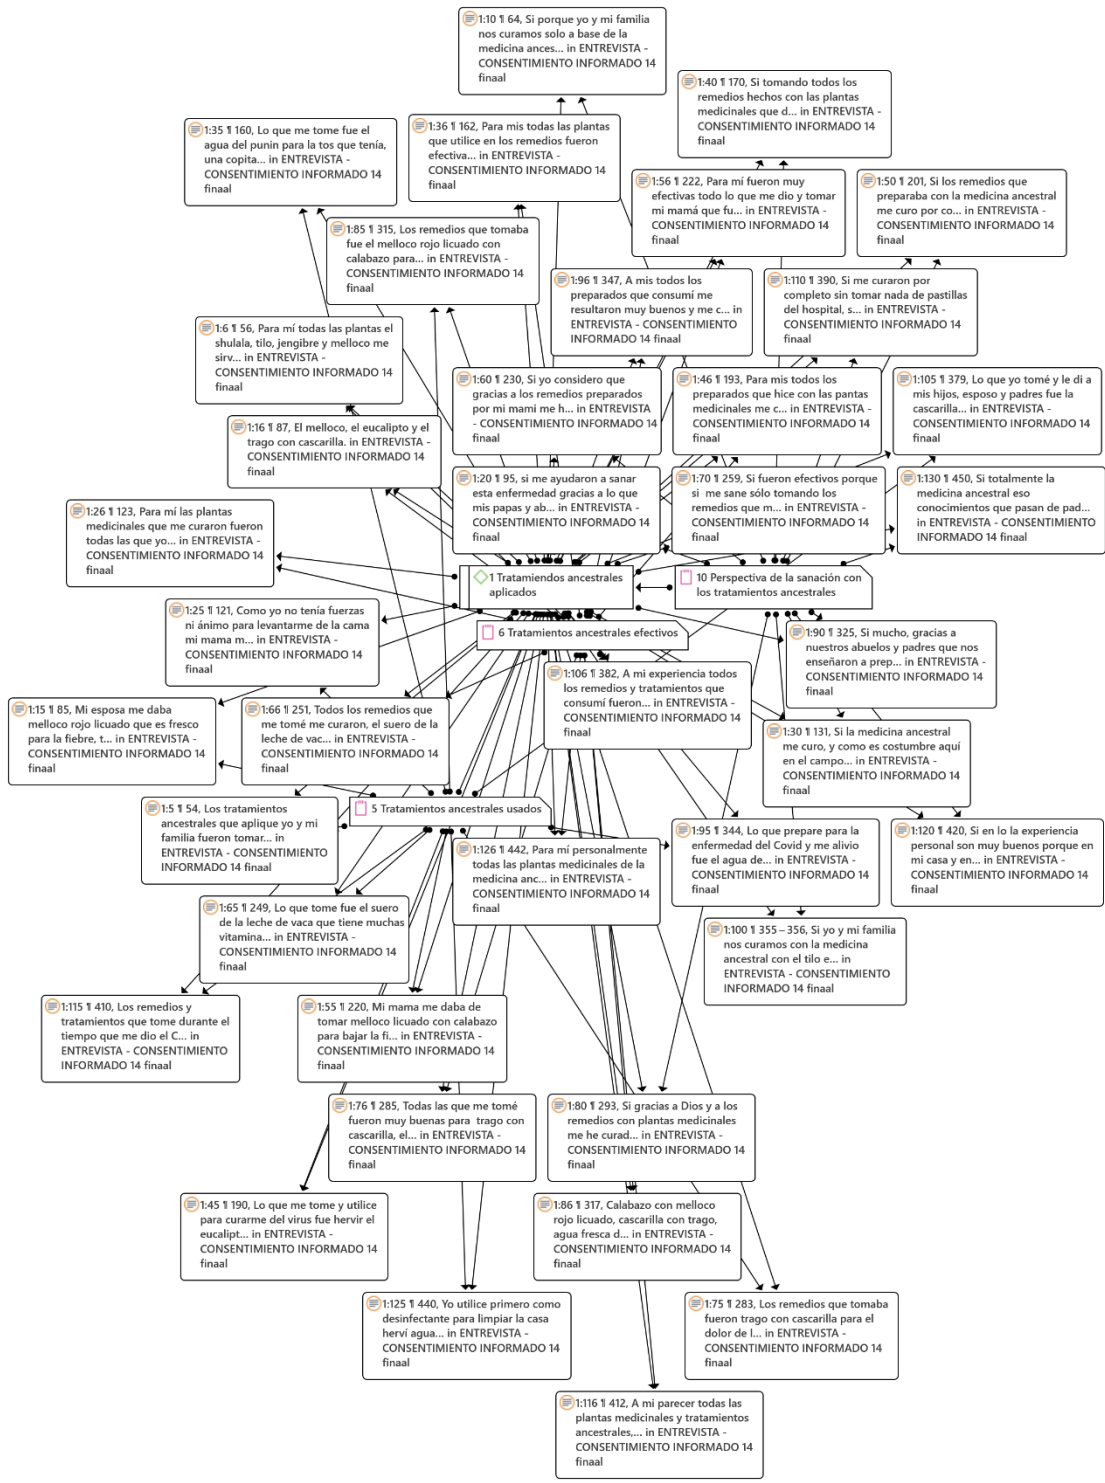 1:10 ¶ 64, Si porque yo y mi familia
nos curamos solo a base de la
medicina ances... in ENTREVISTA -
CONSENTIMIENTO INFORMADO 14
finaal
1:40 ¶ 170, Si tomando todos los
remedios hechos con las plantas
medicinales que d... in ENTREVISTA -
CONSENTIMIENTO INFORMADO 14
finaal
1:35 ¶ 160, Lo que me tome fue el
agua del punin para la tos que tenía,
una copita... in ENTREVISTA -
CONSENTIMIENTO INFORMADO 14
finaal
1:36 ¶ 162, Para mis todas las plantas
que utilice en los remedios fueron
efectiva... in ENTREVISTA -
CONSENTIMIENTO INFORMADO 14
finaal
1:56 ¶ 222, Para mí fueron muy
efectivas todo lo que me dio y tomar
mi mamá que fu... in ENTREVISTA -
CONSENTIMIENTO INFORMADO 14
finaal
1:50 ¶ 201, Si los remedios que
preparaba con la medicina ancestral
me curo por co... in ENTREVISTA -
CONSENTIMIENTO INFORMADO 14
finaal
1:85 ¶ 315, Los remedios que tomaba
fue el melloco rojo licuado con
calabazo para... in ENTREVISTA -
CONSENTIMIENTO INFORMADO 14
finaal
1:96 ¶ 347, A mis todos los
preparados que consumí me
resultaron muy buenos y me c... in
ENTREVISTA - CONSENTIMIENTO
INFORMADO 14 finaal
1:110 ¶ 390, Si me curaron por
completo sin tomar nada de pastillas
del hospital, s... in ENTREVISTA -
CONSENTIMIENTO INFORMADO 14
finaal
1:6 ¶ 56, Para mí todas las plantas el
shulala, tilo, jengibre y melloco me
sirv... in ENTREVISTA -
CONSENTIMIENTO INFORMADO 14
finaal
1:60 ¶ 230, Si yo considero que
gracias a los remedios preparados
por mi mami me h... in ENTREVISTA
- CONSENTIMIENTO INFORMADO 14
finaal
1:46 ¶ 193, Para mis todos los
preparados que hice con las pantas
medicinales me c... in ENTREVISTA -
CONSENTIMIENTO INFORMADO 14
finaal
1:105 ¶ 379, Lo que yo tomé y le di a
mis hijos, esposo y padres fue la
cascarilla... in ENTREVISTA -
CONSENTIMIENTO INFORMADO 14
finaal
1:16 ¶ 87, El melloco, el eucalipto y el
trago con cascarilla. in ENTREVISTA -
CONSENTIMIENTO INFORMADO 14
finaal
1:20 ¶ 95, si me ayudaron a sanar
esta enfermedad gracias a lo que
mis papas y ab... in ENTREVISTA -
CONSENTIMIENTO INFORMADO 14
finaal
1:70 ¶ 259, Si fueron efectivas porque
si me sane sólo tomando los
remedios que m... in ENTREVISTA -
CONSENTIMIENTO INFORMADO 14
finaal
1:130 ¶ 450, Si totalmente la
medicina ancestral eso
conocimientos que pasan de pad...
in ENTREVISTA - CONSENTIMIENTO
INFORMADO 14 finaal
1:26 ¶ 123, Para mí las plantas
medicinales que me curaron fueron
todas las que yo... in ENTREVISTA -
CONSENTIMIENTO INFORMADO 14
finaal
1 Tratamiendos ancestrales
aplicados
10 Perspectiva de la sanación con
los tratamientos ancestrales
1:25 ¶ 121, Como yo no tenía fuerzas
ni ánimo para levantarme de la cama
mi mama m... in ENTREVISTA -
CONSENTIMIENTO INFORMADO 14
finaal
6 Tratamientos ancestrales efectivos
1:90 ¶ 325, Si mucho, gracias a
nuestros abuelos y padres que nos
enseñaron a prep... in ENTREVISTA -
CONSENTIMIENTO INFORMADO 14
finaal
1:106 ¶ 382, A mi experiencia todos
los remedios y tratamientos que
consumí fueron... in ENTREVISTA -
CONSENTIMIENTO INFORMADO 14
finaal
1:15 ¶ 85, Mi esposa me daba
melloco rojo licuado que es fresco
para la fiebre, t... in ENTREVISTA -
CONSENTIMIENTO INFORMADO 14
finaal
1:66 ¶ 251, Todos los remedios que
me tomé me curaron, el suero de la
leche de vac... in ENTREVISTA -
CONSENTIMIENTO INFORMADO 14
finaal
1:30 ¶ 131, Si la medicina ancestral
me curo, y como es costumbre aquí
en el campo... in ENTREVISTA -
CONSENTIMIENTO INFORMADO 14
finaal
1:5 ¶ 54, Los tratamientos
ancestrales que aplique yo y mi
familia fueron tomar... in
ENTREVISTA - CONSENTIMIENTO
INFORMADO 14 finaal
5 Tratamientos ancestrales usados
1:126 ¶ 442, Para mí personalmente
todas las plantas medicinales de la
medicina anc... in ENTREVISTA -
CONSENTIMIENTO INFORMADO 14
finaal
1:95 ¶ 344, Lo que prepare para la
enfermedad del Covid y me alivio
fue el agua de... in ENTREVISTA -
CONSENTIMIENTO INFORMADO 14
finaal
1:120 ¶ 420, Si en lo la experiencia
personal son muy buenos porque en
mi casa y en... in ENTREVISTA -
CONSENTIMIENTO INFORMADO 14
finaal
1:65 ¶ 249, Lo que tome fue el suero
de la leche de vaca que tiene muchas
vitamina... in ENTREVISTA -
CONSENTIMIENTO INFORMADO 14
finaal
1:100 ¶ 355 – 356, Si yo y mi familia
nos curamos con la medicina
ancestral con el tilo e... in
ENTREVISTA - CONSENTIMIENTO
INFORMADO 14 finaal
1:115 ¶ 410, Los remedios y
tratamientos que tome durante el
tiempo que me dio el C... in
ENTREVISTA - CONSENTIMIENTO
INFORMADO 14 finaal
1:55 ¶ 220, Mi mama me daba de
tomar melloco licuado con calabazo
para bajar la fi... in ENTREVISTA -
CONSENTIMIENTO INFORMADO 14
finaal
1:76 ¶ 285, Todas las que me tomé
fueron muy buenas para trago con
cascarilla, el... in ENTREVISTA -
CONSENTIMIENTO INFORMADO 14
finaal
1:80 ¶ 293, Si gracias a Dios y a los
remedios con plantas medicinales
me he curad... in ENTREVISTA -
CONSENTIMIENTO INFORMADO 14
finaal
1:45 ¶ 190, Lo que me tome y utilice
para curarme del virus fue hervir el
eucalipt... in ENTREVISTA -
CONSENTIMIENTO INFORMADO 14
finaal
1:86 ¶ 317, Calabazo con melloco
rojo licuado, cascarilla con trago,
agua fresca d... in ENTREVISTA -
CONSENTIMIENTO INFORMADO 14
finaal
1:125 ¶ 440, Yo utilice primero como
desinfectante para limpiar la casa
herví agua... in ENTREVISTA -
CONSENTIMIENTO INFORMADO 14
finaal
1:75 ¶ 283, Los remedios que tomaba
fueron trago con cascarilla para el
dolor de l... in ENTREVISTA -
CONSENTIMIENTO INFORMADO 14
finaal
1:116 ¶ 412, A mi parecer todas las
plantas medicinales y tratamientos
ancestrales,... in ENTREVISTA -
CONSENTIMIENTO INFORMADO 14
finaal